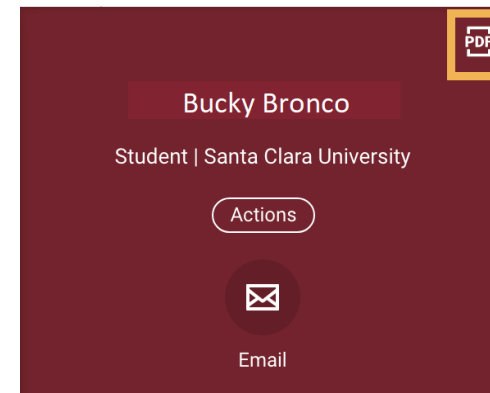 PDF
Bucky Bronco
Student | Santa Clara University
Actions
Email